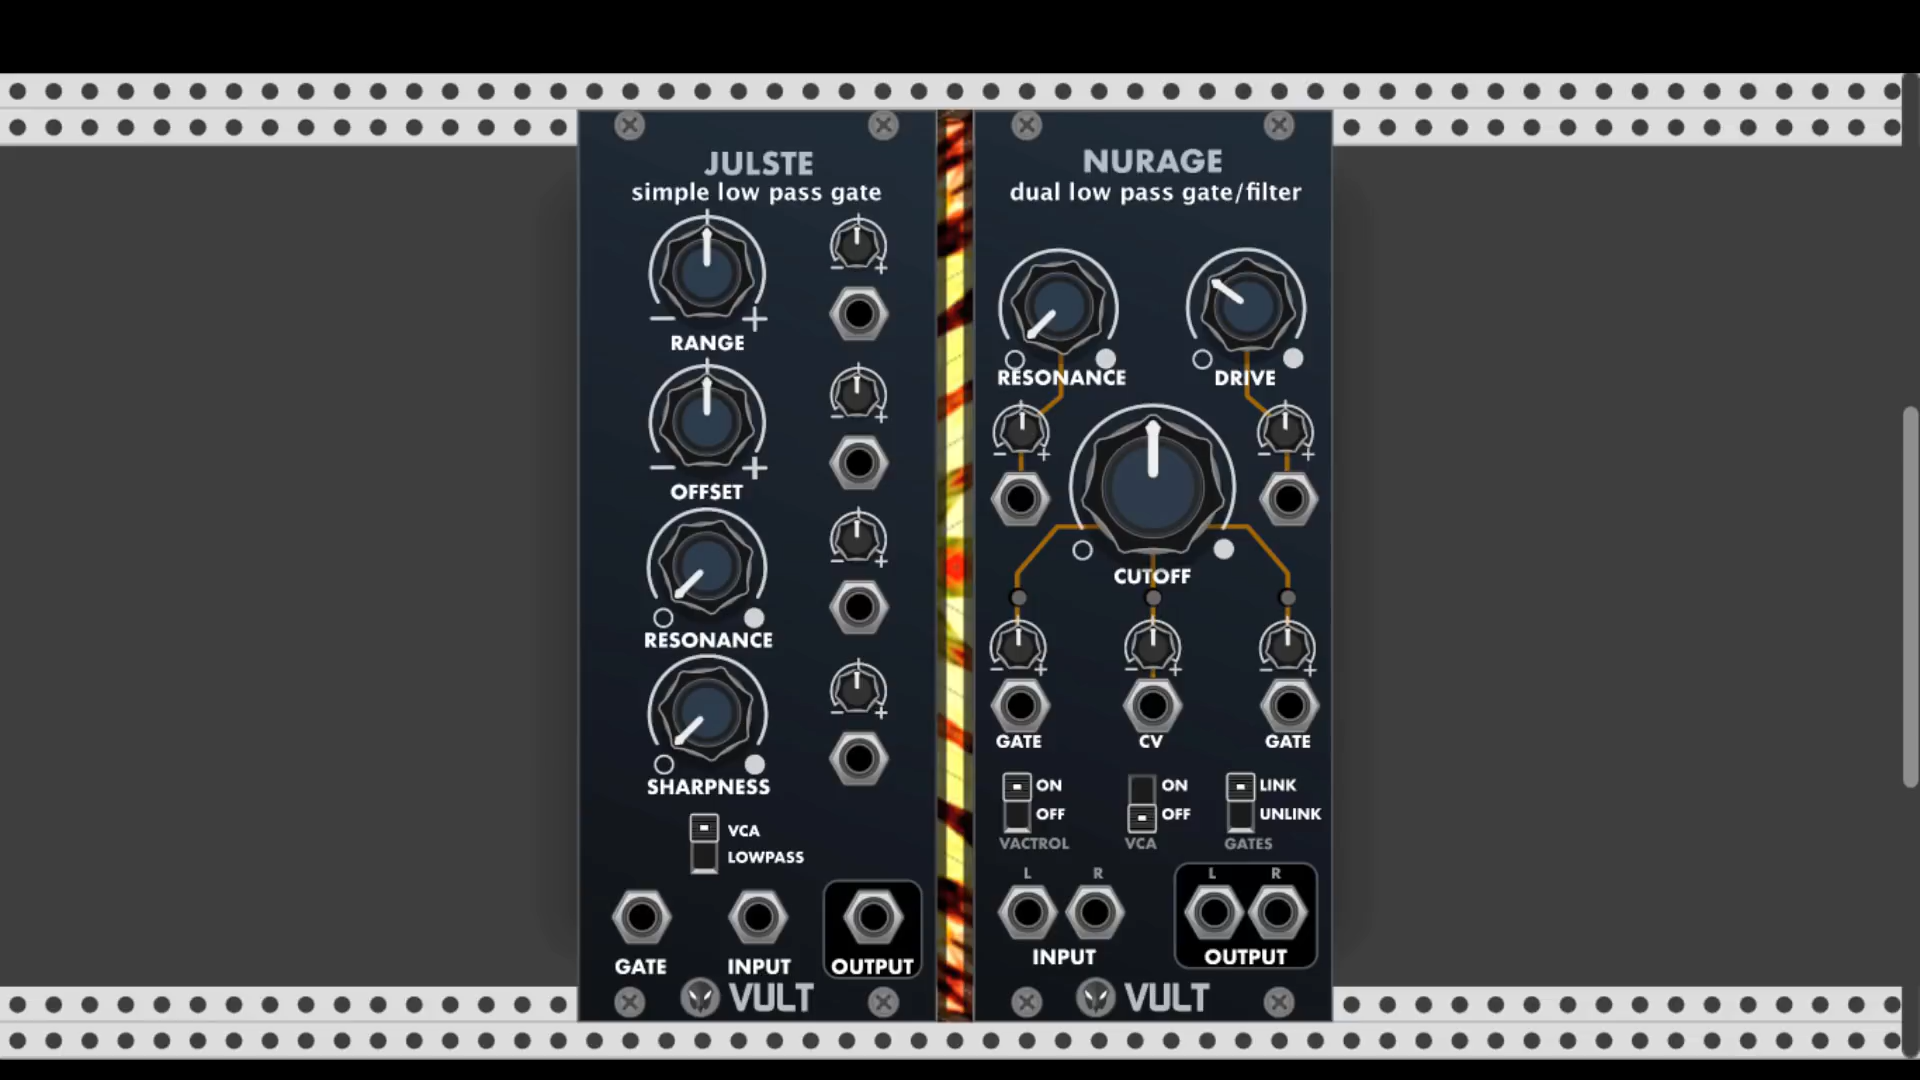 JULSTE
simple low pass gate
RANGE
OFFSET
RESONANCE
SHARPNESS
VCA
LOWPASS
GATE
INPUT
OUTPUT
VULT
NURAGE
dual low pass gate/filter
RESONANCE
DRIVE
CUTOFF
GATE
CV
GATE
ON
OFF
VACTROL
ON
OFF
VCA
LINK
UNLINK
GATES
L R
INPUT
L R
OUTPUT
VULT